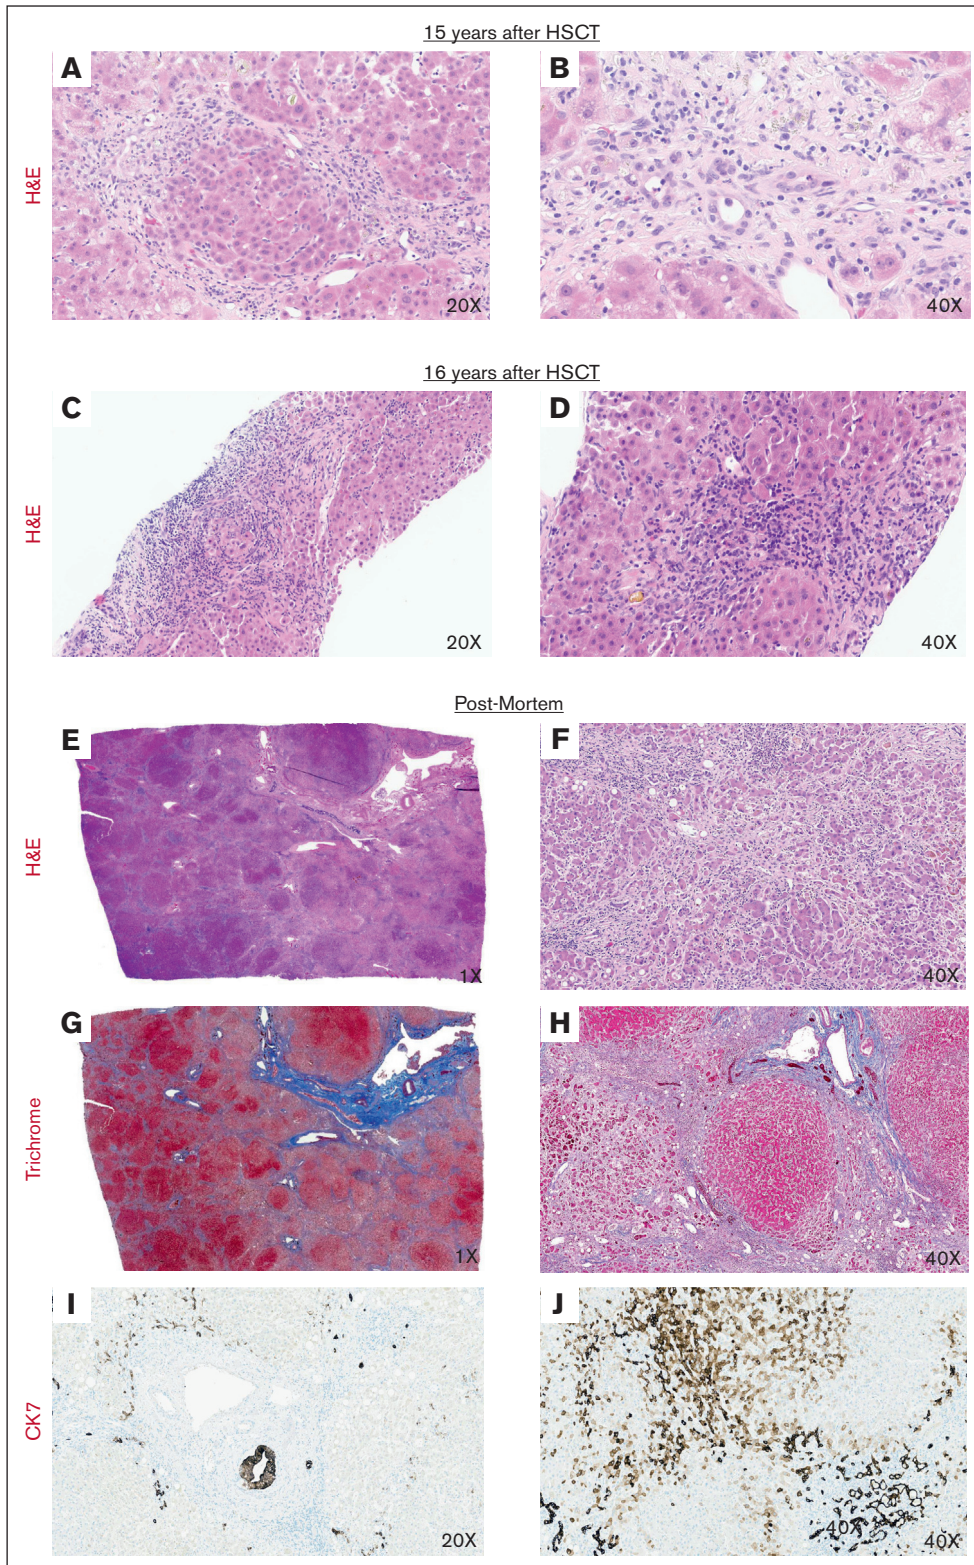 15 years after HSCT
A
B
H&E
20X
40X
16 years after HSCT
C
D
H&E
20X
40X
Post-Mortem
E
F
H&E
1X
40X
G
H
Trichrome
1X
40X
I
J
CK7
20X
40X
40X